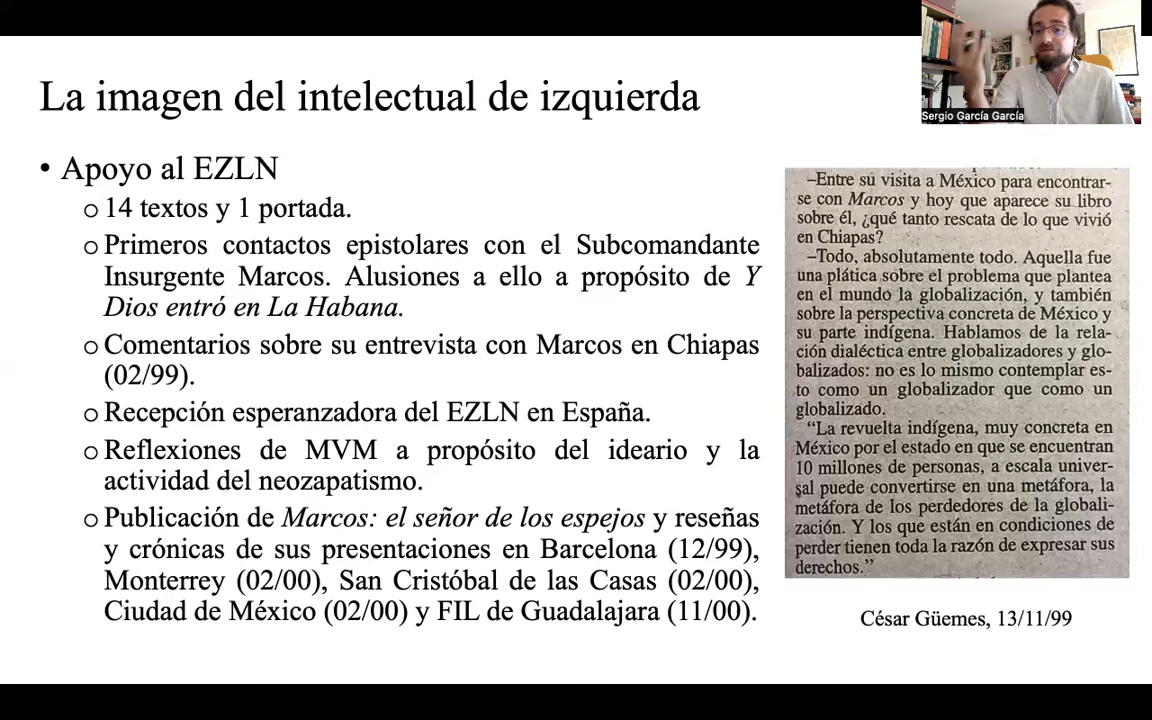 Sergio García García
La imagen del intelectual de izquierda
• Apoyo al EZLN
o 14 textos y 1 portada.
o Primeros contactos epistolares con el Subcomandante
Insurgente Marcos. Alusiones a ello a propósito de Y
Dios entró en La Habana.
o Comentarios sobre su entrevista con Marcos en Chiapas
(02/99).
o Recepción esperanzadora del EZLN en España.
o Reflexiones de MVM a propósito del ideario y la
actividad del neozapatismo.
o Publicación de Marcos: el señor de los espejos y reseñas
y crónicas de sus presentaciones en Barcelona (12/99),
Monterrey (02/00), San Cristóbal de las Casas (02/00),
Ciudad de México (02/00) y FIL de Guadalajara (11/00).
–Entre su visita a México para encontrar-
se con Marcos y hoy que aparece su libro
sobre él, ¿qué tanto rescata de lo que vivió
en Chiapas?
–Todo, absolutamente todo. Aquella fue
una plática sobre el problema que plantea
en el mundo la globalización, y también
sobre la perspectiva concreta de México y
su parte indígena. Hablamos de la rela-
ción dialéctica entre globalizadores y glo-
balizados: no es lo mismo contemplar es-
to como un globalizador que como un
globalizado.
“La revuelta indígena, muy concreta en
México por el estado en que se encuentran
10 millones de personas, a escala univer-
sal puede convertirse en una metáfora, la
metáfora de los perdedores de la globali-
zación. Y los que están en condiciones de
perder tienen toda la razón de expresar sus
derechos.”
César Güemes, 13/11/99